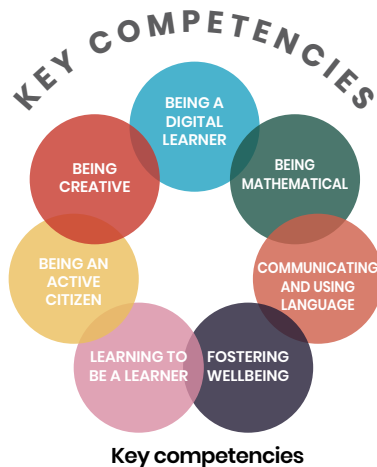 KEY COMPETENCIES
BEING A
DIGITAL
LEARNER
BEING
CREATIVE
BEING
MATHEMATICAL
BEING AN
ACTIVE
CITIZEN
COMMUNICATING
AND USING
LANGUAGE
LEARNING TO
BE A LEARNER
FOSTERING
WELLBEING
Key competencies